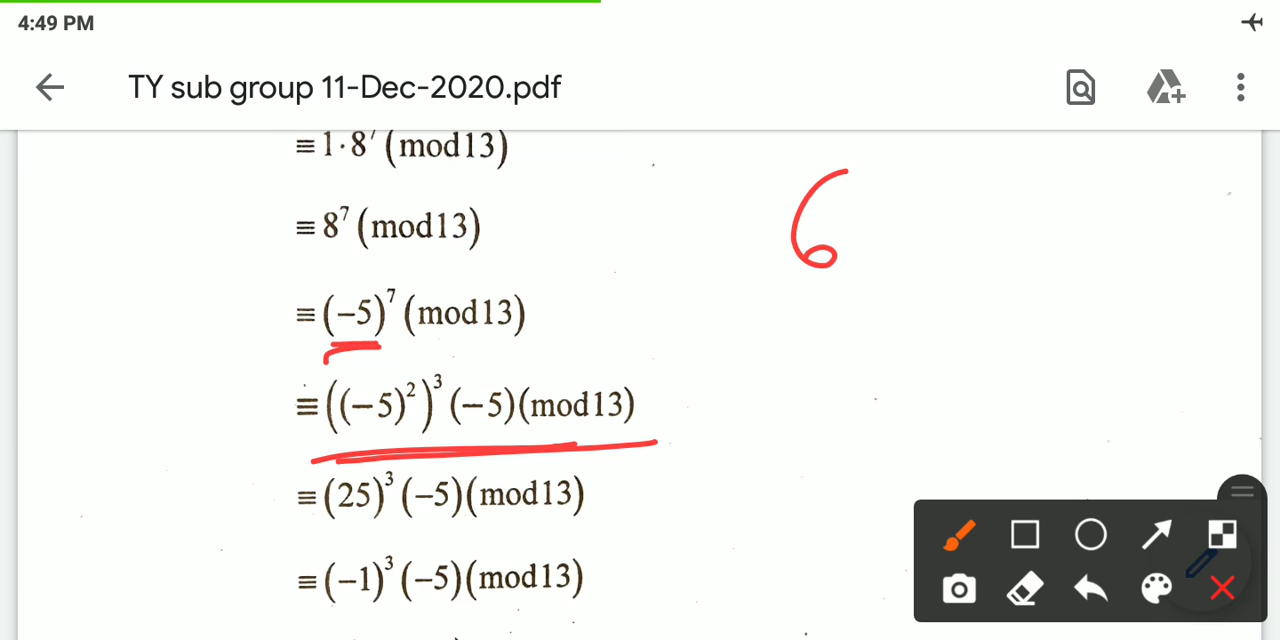 4:49 PM
TY sub group 11-Dec-2020.pdf
≡ 1·8⁷ (mod13)
≡ 8⁷ (mod13)
6
≡ (−5)⁷ (mod13)
≡ ((−5)²)³ (−5)(mod13)
≡ (25)³ (−5)(mod13)
≡ (−1)³ (−5)(mod13)